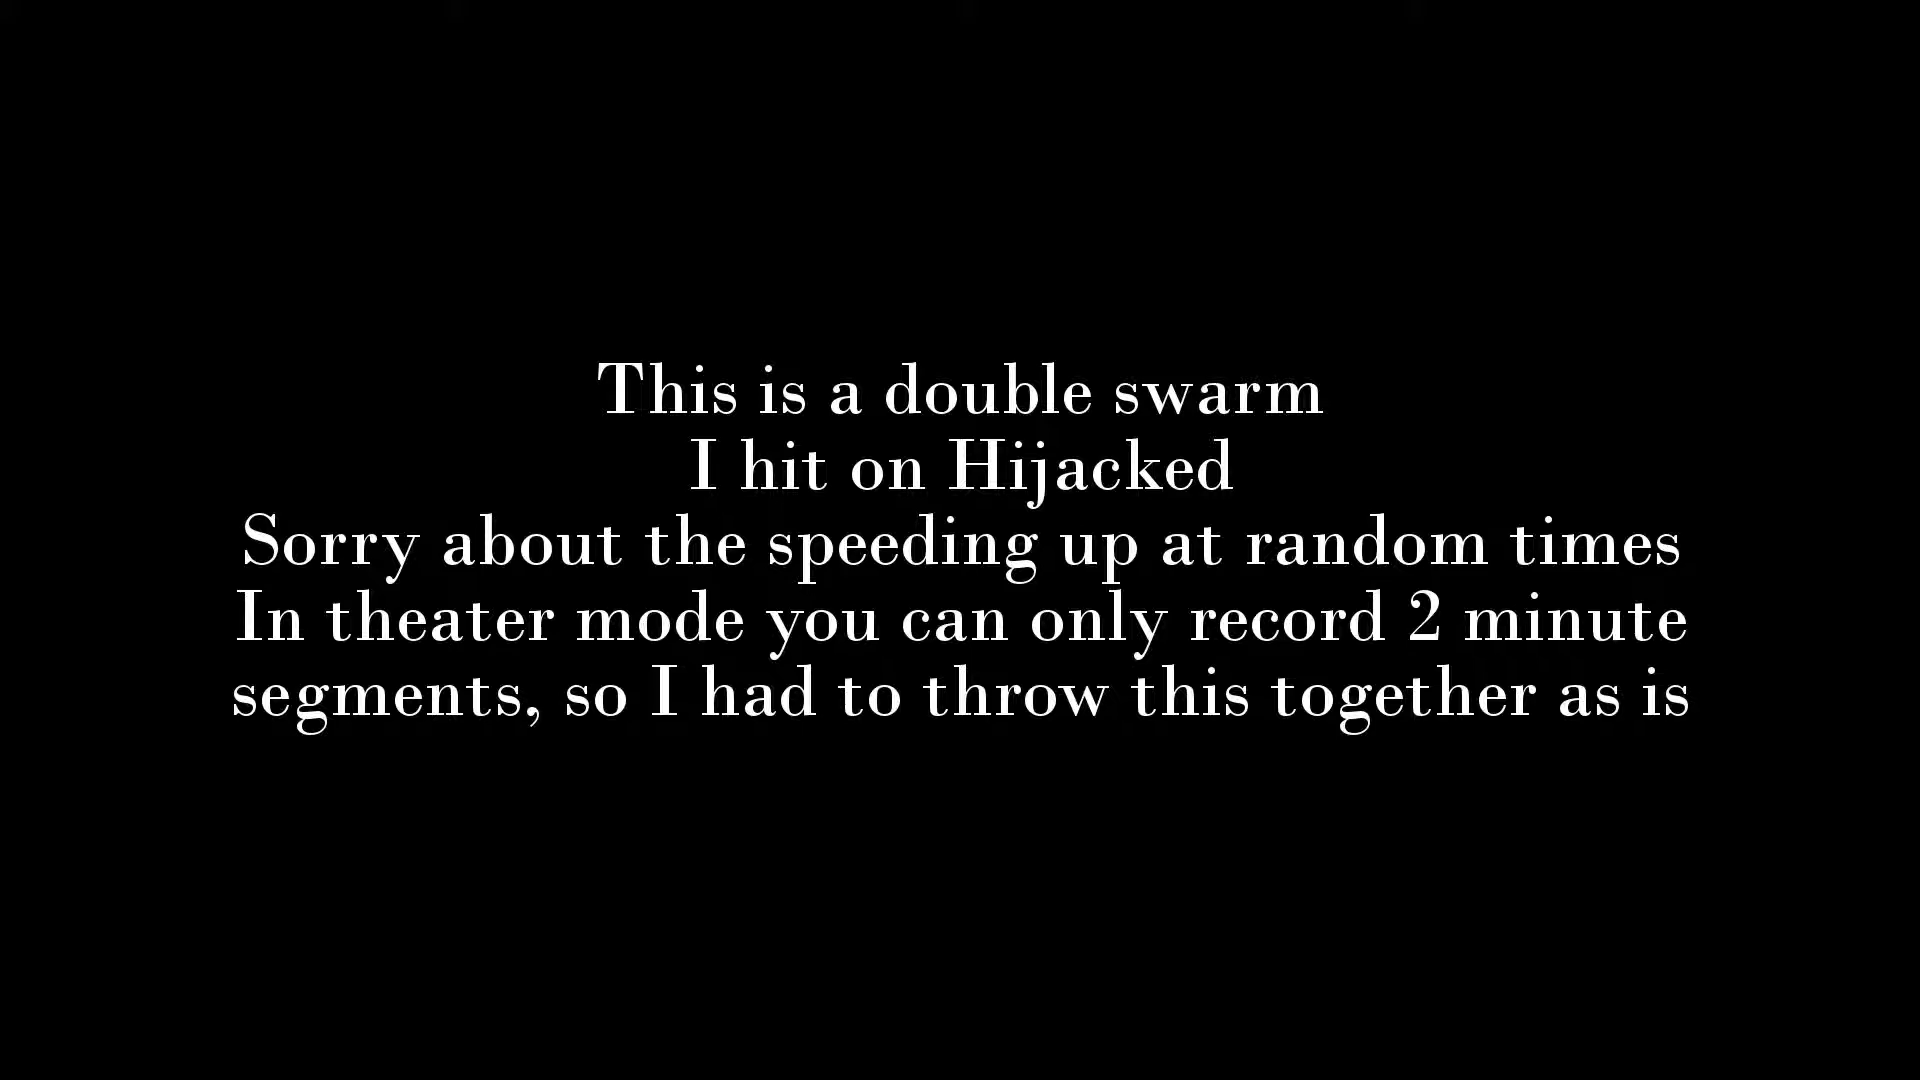 This is a double swarm
I hit on Hijacked
Sorry about the speeding up at random times
In theater mode you can only record 2 minute
segments, so I had to throw this together as is